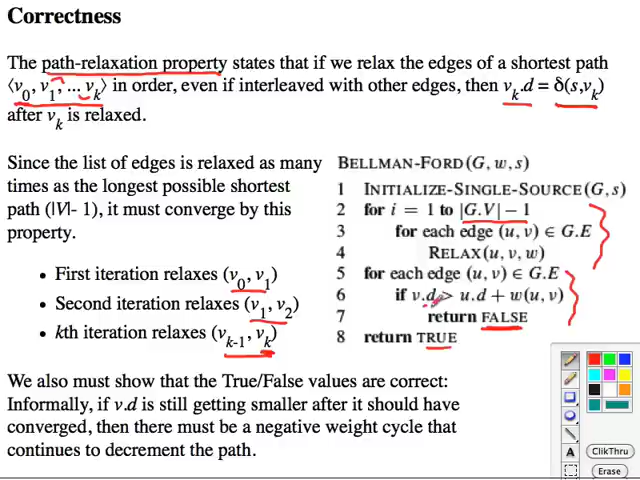 Correctness
The path-relaxation property states that if we relax the edges of a shortest path
⟨v0, v1, ... vk⟩ in order, even if interleaved with other edges, then vk.d = δ(s,vk)
after vk is relaxed.
Since the list of edges is relaxed as many
times as the longest possible shortest
path (|V|- 1), it must converge by this
property.
• First iteration relaxes (v0, v1)
• Second iteration relaxes (v1, v2)
• kth iteration relaxes (vk-1, vk)
BELLMAN-FORD(G, w, s)
1 INITIALIZE-SINGLE-SOURCE(G, s)
2 for i = 1 to |G.V| − 1
3 for each edge (u, v) ∈ G.E
4 RELAX(u, v, w)
5 for each edge (u, v) ∈ G.E
6 if v.d > u.d + w(u, v)
7 return FALSE
8 return TRUE
We also must show that the True/False values are correct:
Informally, if v.d is still getting smaller after it should have
converged, then there must be a negative weight cycle that
continues to decrement the path.
A
ClikThru
Erase